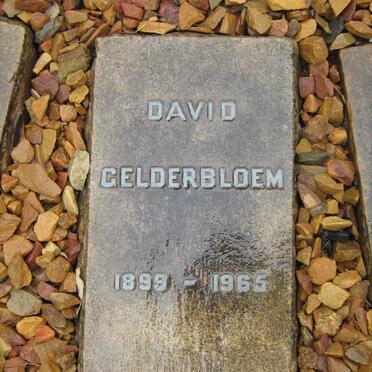 DAVID
GELDERBLOEM
1899 - 1965